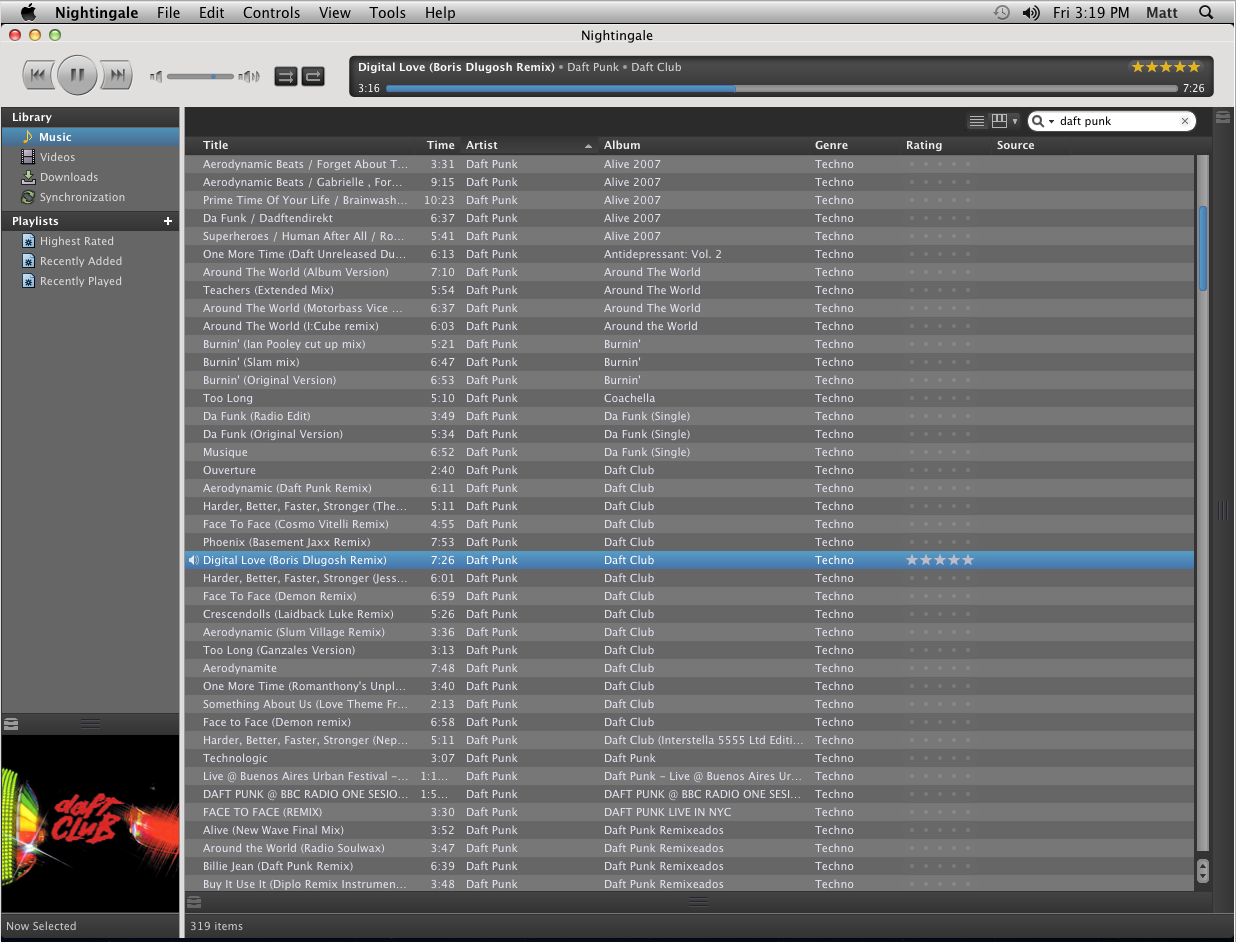 Nightingale File Edit Controls View Tools Help Fri 3:19 PM Matt
Nightingale
Digital Love (Boris Dlugosh Remix) • Daft Punk • Daft Club
3:16 7:26
Library
Music
Videos
Downloads
Synchronization
Playlists +
Highest Rated
Recently Added
Recently Played
daft CLUB
Now Selected
daft punk
Title Time Artist Album Genre Rating Source
Aerodynamic Beats / Forget About T... 3:31 Daft Punk Alive 2007 Techno
Aerodynamic Beats / Gabrielle , For... 9:15 Daft Punk Alive 2007 Techno
Prime Time Of Your Life / Brainwash... 10:23 Daft Punk Alive 2007 Techno
Da Funk / Dadftendirekt 6:37 Daft Punk Alive 2007 Techno
Superheroes / Human After All / Ro... 5:41 Daft Punk Alive 2007 Techno
One More Time (Daft Unreleased Du... 6:13 Daft Punk Antidepressant: Vol. 2 Techno
Around The World (Album Version) 7:10 Daft Punk Around The World Techno
Teachers (Extended Mix) 5:54 Daft Punk Around The World Techno
Around The World (Motorbass Vice ... 6:37 Daft Punk Around The World Techno
Around The World (I:Cube remix) 6:03 Daft Punk Around the World Techno
Burnin' (Ian Pooley cut up mix) 5:21 Daft Punk Burnin' Techno
Burnin' (Slam mix) 6:47 Daft Punk Burnin' Techno
Burnin' (Original Version) 6:53 Daft Punk Burnin' Techno
Too Long 5:10 Daft Punk Coachella Techno
Da Funk (Radio Edit) 3:49 Daft Punk Da Funk (Single) Techno
Da Funk (Original Version) 5:34 Daft Punk Da Funk (Single) Techno
Musique 6:52 Daft Punk Da Funk (Single) Techno
Ouverture 2:40 Daft Punk Daft Club Techno
Aerodynamic (Daft Punk Remix) 6:11 Daft Punk Daft Club Techno
Harder, Better, Faster, Stronger (The... 5:11 Daft Punk Daft Club Techno
Face To Face (Cosmo Vitelli Remix) 4:55 Daft Punk Daft Club Techno
Phoenix (Basement Jaxx Remix) 7:53 Daft Punk Daft Club Techno
Digital Love (Boris Dlugosh Remix) 7:26 Daft Punk Daft Club Techno
Harder, Better, Faster, Stronger (Jess... 6:01 Daft Punk Daft Club Techno
Face To Face (Demon Remix) 6:59 Daft Punk Daft Club Techno
Crescendolls (Laidback Luke Remix) 5:26 Daft Punk Daft Club Techno
Aerodynamic (Slum Village Remix) 3:36 Daft Punk Daft Club Techno
Too Long (Ganzales Version) 3:13 Daft Punk Daft Club Techno
Aerodynamite 7:48 Daft Punk Daft Club Techno
One More Time (Romanthony's Unpl... 3:40 Daft Punk Daft Club Techno
Something About Us (Love Theme Fr... 2:13 Daft Punk Daft Club Techno
Face to Face (Demon remix) 6:58 Daft Punk Daft Club Techno
Harder, Better, Faster, Stronger (Nep... 5:11 Daft Punk Daft Club (Interstella 5555 Ltd Editi... Techno
Technologic 3:07 Daft Punk Daft Punk Techno
Live @ Buenos Aires Urban Festival -... 1:1... Daft Punk Daft Punk - Live @ Buenos Aires Ur... Techno
DAFT PUNK @ BBC RADIO ONE SESIO... 1:5... Daft Punk DAFT PUNK @ BBC RADIO ONE SESI... Techno
FACE TO FACE (REMIX) 3:30 Daft Punk DAFT PUNK LIVE IN NYC Techno
Alive (New Wave Final Mix) 3:52 Daft Punk Daft Punk Remixeados Techno
Around the World (Radio Soulwax) 3:47 Daft Punk Daft Punk Remixeados Techno
Billie Jean (Daft Punk Remix) 6:39 Daft Punk Daft Punk Remixeados Techno
Buy It Use It (Diplo Remix Instrumen... 3:48 Daft Punk Daft Punk Remixeados Techno
319 items